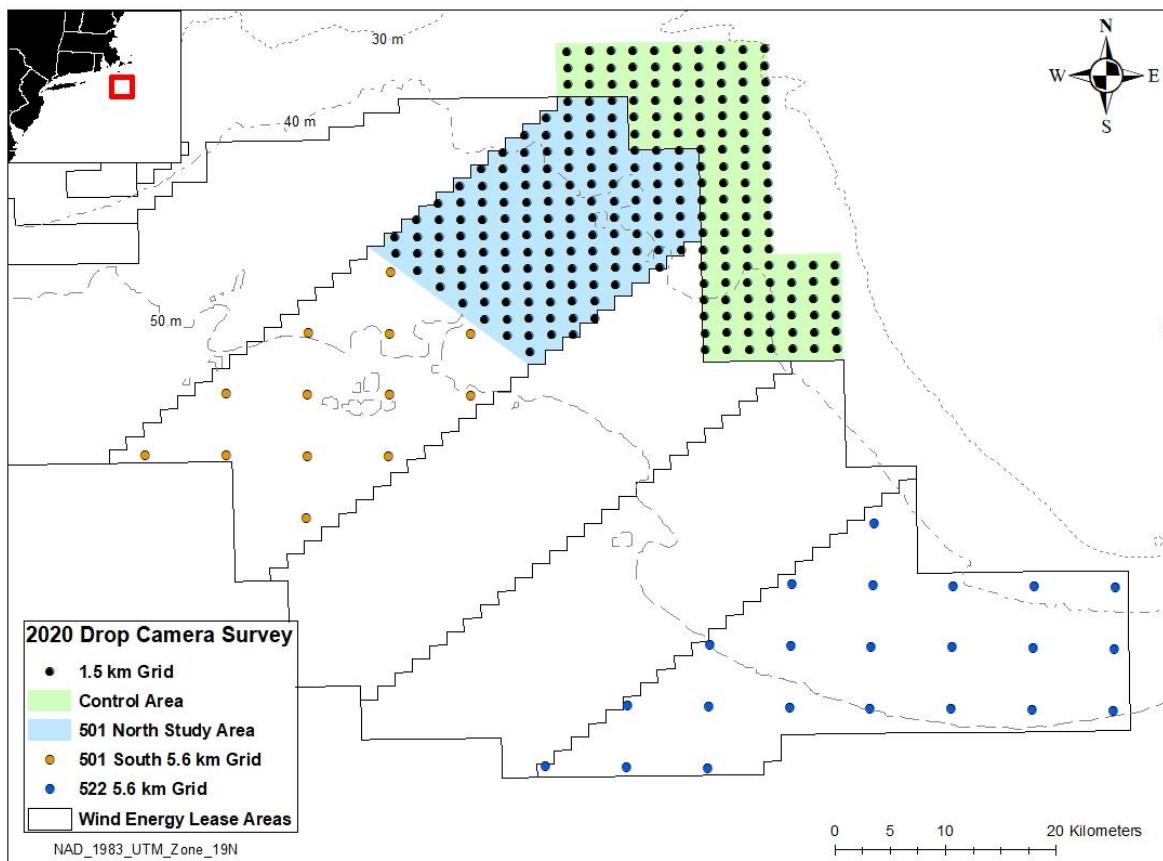 30 m
N
W
E
S
40 m
50 m
2020 Drop Camera Survey
1.5 km Grid
Control Area
501 North Study Area
501 South 5.6 km Grid
522 5.6 km Grid
Wind Energy Lease Areas
NAD_1983_UTM_Zone_19N
0 5 10 20 Kilometers